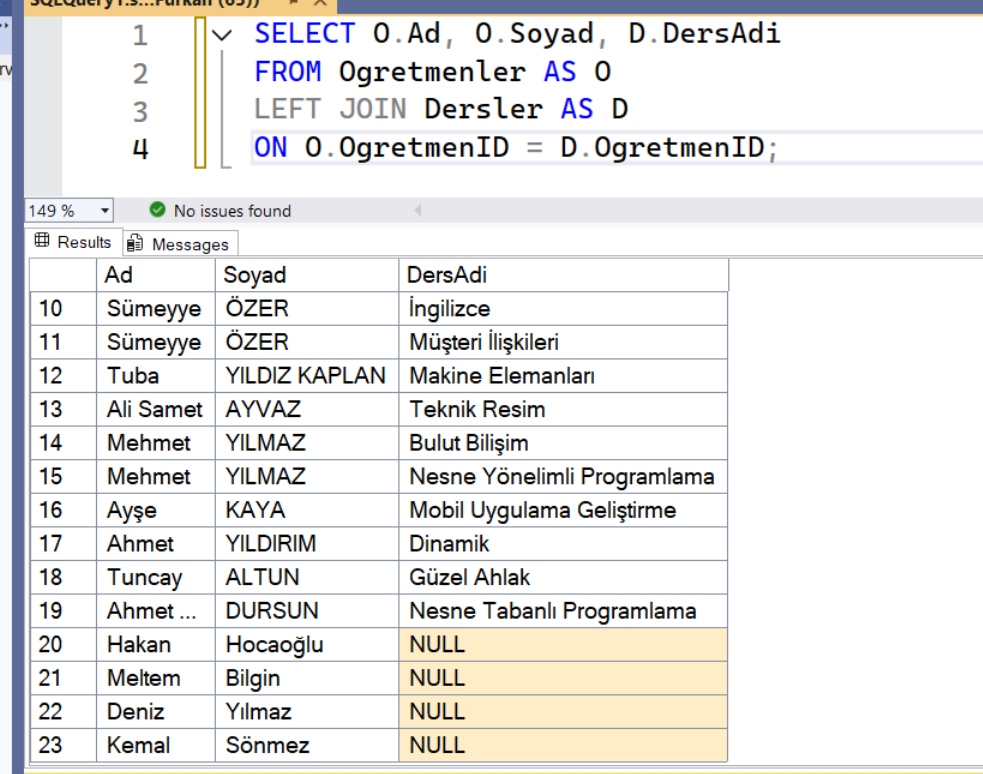 SQLQuery1.s...Furkan (65))
1 SELECT O.Ad, O.Soyad, D.DersAdi
2 FROM Ogretmenler AS O
3 LEFT JOIN Dersler AS D
4 ON O.OgretmenID = D.OgretmenID;
149 % No issues found
Results Messages
Ad Soyad DersAdi
10 Sümeyye ÖZER İngilizce
11 Sümeyye ÖZER Müşteri İlişkileri
12 Tuba YILDIZ KAPLAN Makine Elemanları
13 Ali Samet AYVAZ Teknik Resim
14 Mehmet YILMAZ Bulut Bilişim
15 Mehmet YILMAZ Nesne Yönelimli Programlama
16 Ayşe KAYA Mobil Uygulama Geliştirme
17 Ahmet YILDIRIM Dinamik
18 Tuncay ALTUN Güzel Ahlak
19 Ahmet ... DURSUN Nesne Tabanlı Programlama
20 Hakan Hocaoğlu NULL
21 Meltem Bilgin NULL
22 Deniz Yılmaz NULL
23 Kemal Sönmez NULL